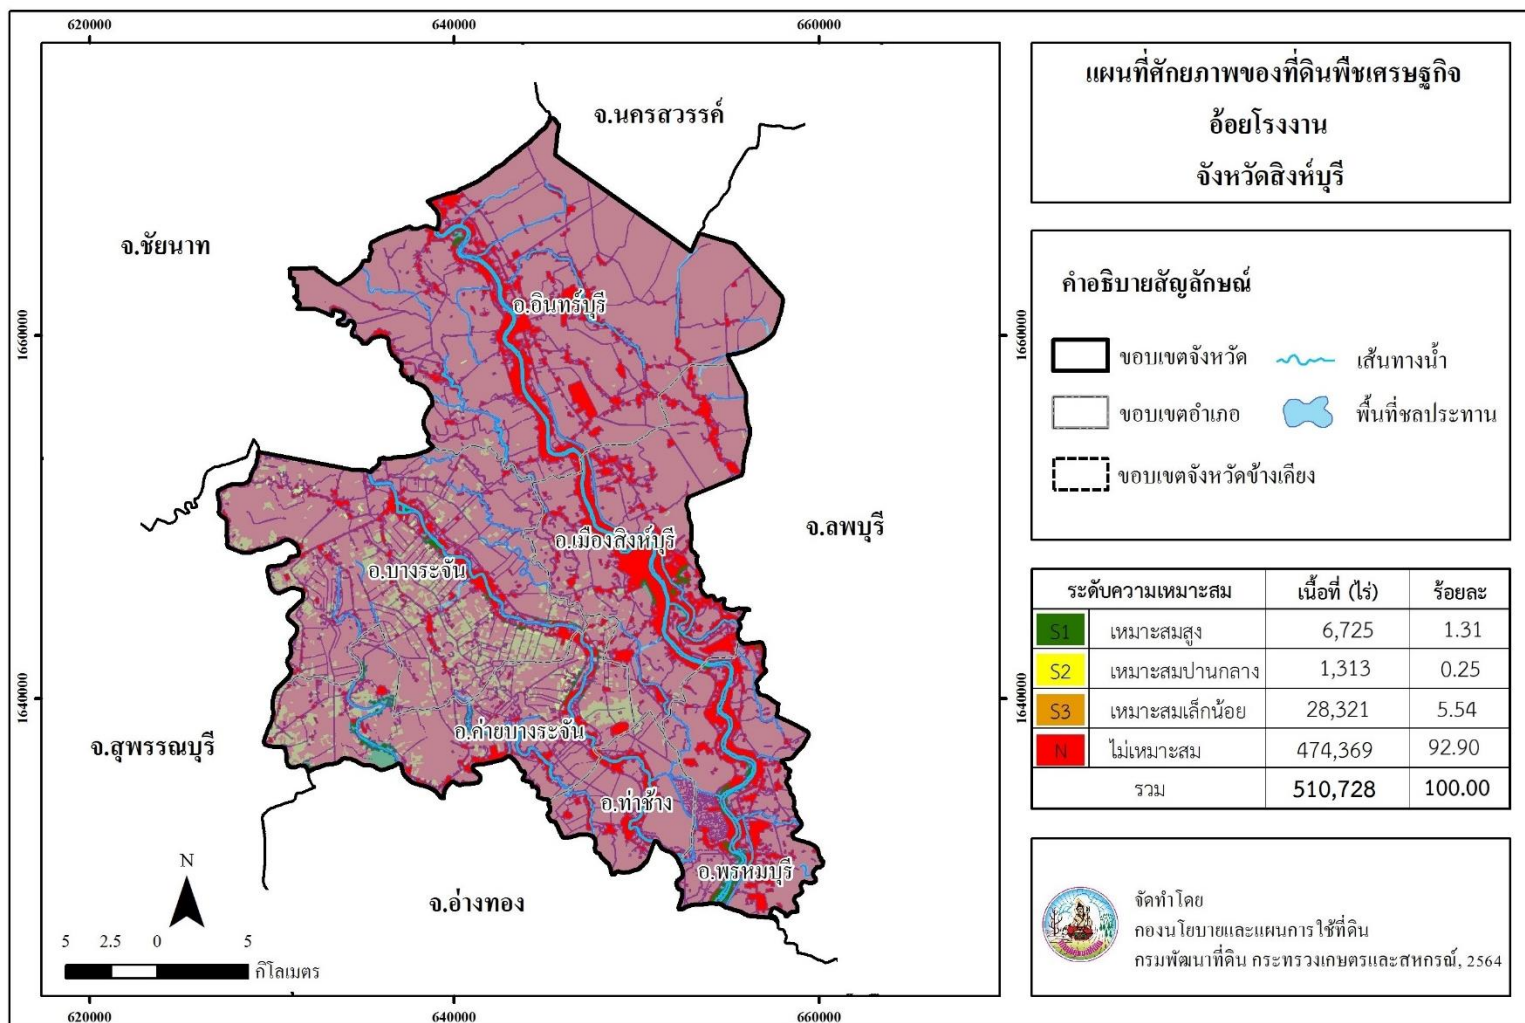 620000
640000
660000
แผนที่ศักยภาพของที่ดินพืชเศรษฐกิจ
อ้อยโรงงาน
จังหวัดสิงห์บุรี
จ.นครสวรรค์
จ.ชัยนาท
อ.อินทร์บุรี
1660000
1660000
คำอธิบายสัญลักษณ์
ขอบเขตจังหวัด
เส้นทางน้ำ
ขอบเขตอำเภอ
พื้นที่ชลประทาน
ขอบเขตจังหวัดข้างเคียง
จ.ลพบุรี
อ.เมืองสิงห์บุรี
อ.บางระจัน
ระดับความเหมาะสม เนื้อที่ (ไร่) ร้อยละ
S1 เหมาะสมสูง 6,725 1.31
S2 เหมาะสมปานกลาง 1,313 0.25
S3 เหมาะสมเล็กน้อย 28,321 5.54
N ไม่เหมาะสม 474,369 92.90
รวม 510,728 100.00
1640000
1640000
จ.สุพรรณบุรี
อ.ค่ายบางระจัน
อ.ท่าช้าง
อ.พรหมบุรี
จ.อ่างทอง
N
5 2.5 0 5
กิโลเมตร
จัดทำโดย
กองนโยบายและแผนการใช้ที่ดิน
กรมพัฒนาที่ดิน กระทรวงเกษตรและสหกรณ์, 2564
620000
640000
660000